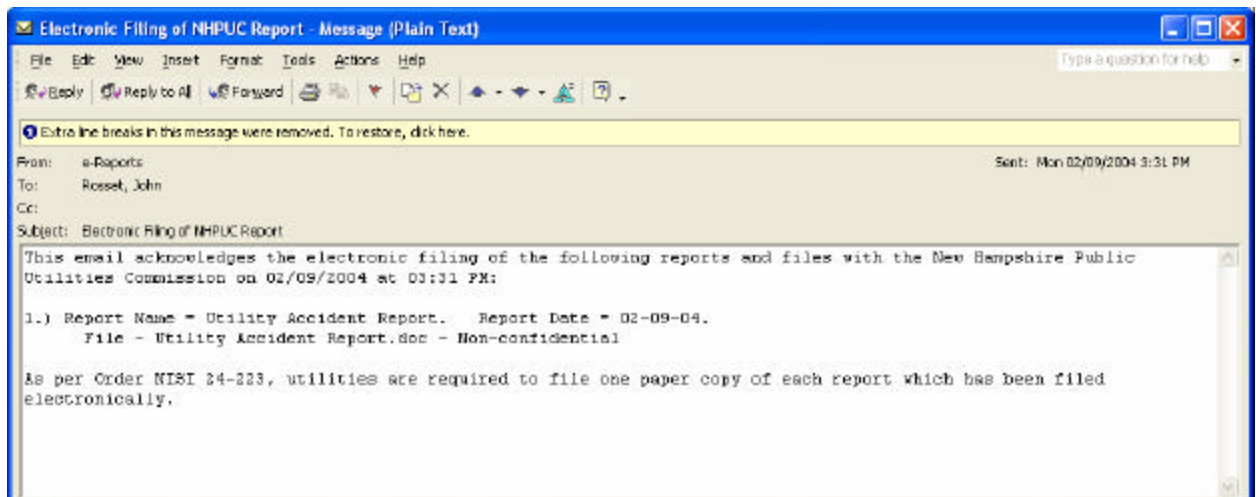 Electronic Filing of NHPUC Report - Message (Plain Text)
File Edit View Insert Format Tools Actions Help Type a question for help
Reply Reply to All Forward
Extra line breaks in this message were removed. To restore, click here.
From: e-Reports Sent: Mon 02/09/2004 3:31 PM
To: Rosset, John
Cc:
Subject: Electronic Filing of NHPUC Report
This email acknowledges the electronic filing of the following reports and files with the New Hampshire Public
Utilities Commission on 02/09/2004 at 03:31 PM:
1.) Report Name = Utility Accident Report. Report Date = 02-09-04.
File - Utility Accident Report.doc - Non-confidential
As per Order 24-223, utilities are required to file one paper copy of each report which has been filed
electronically.